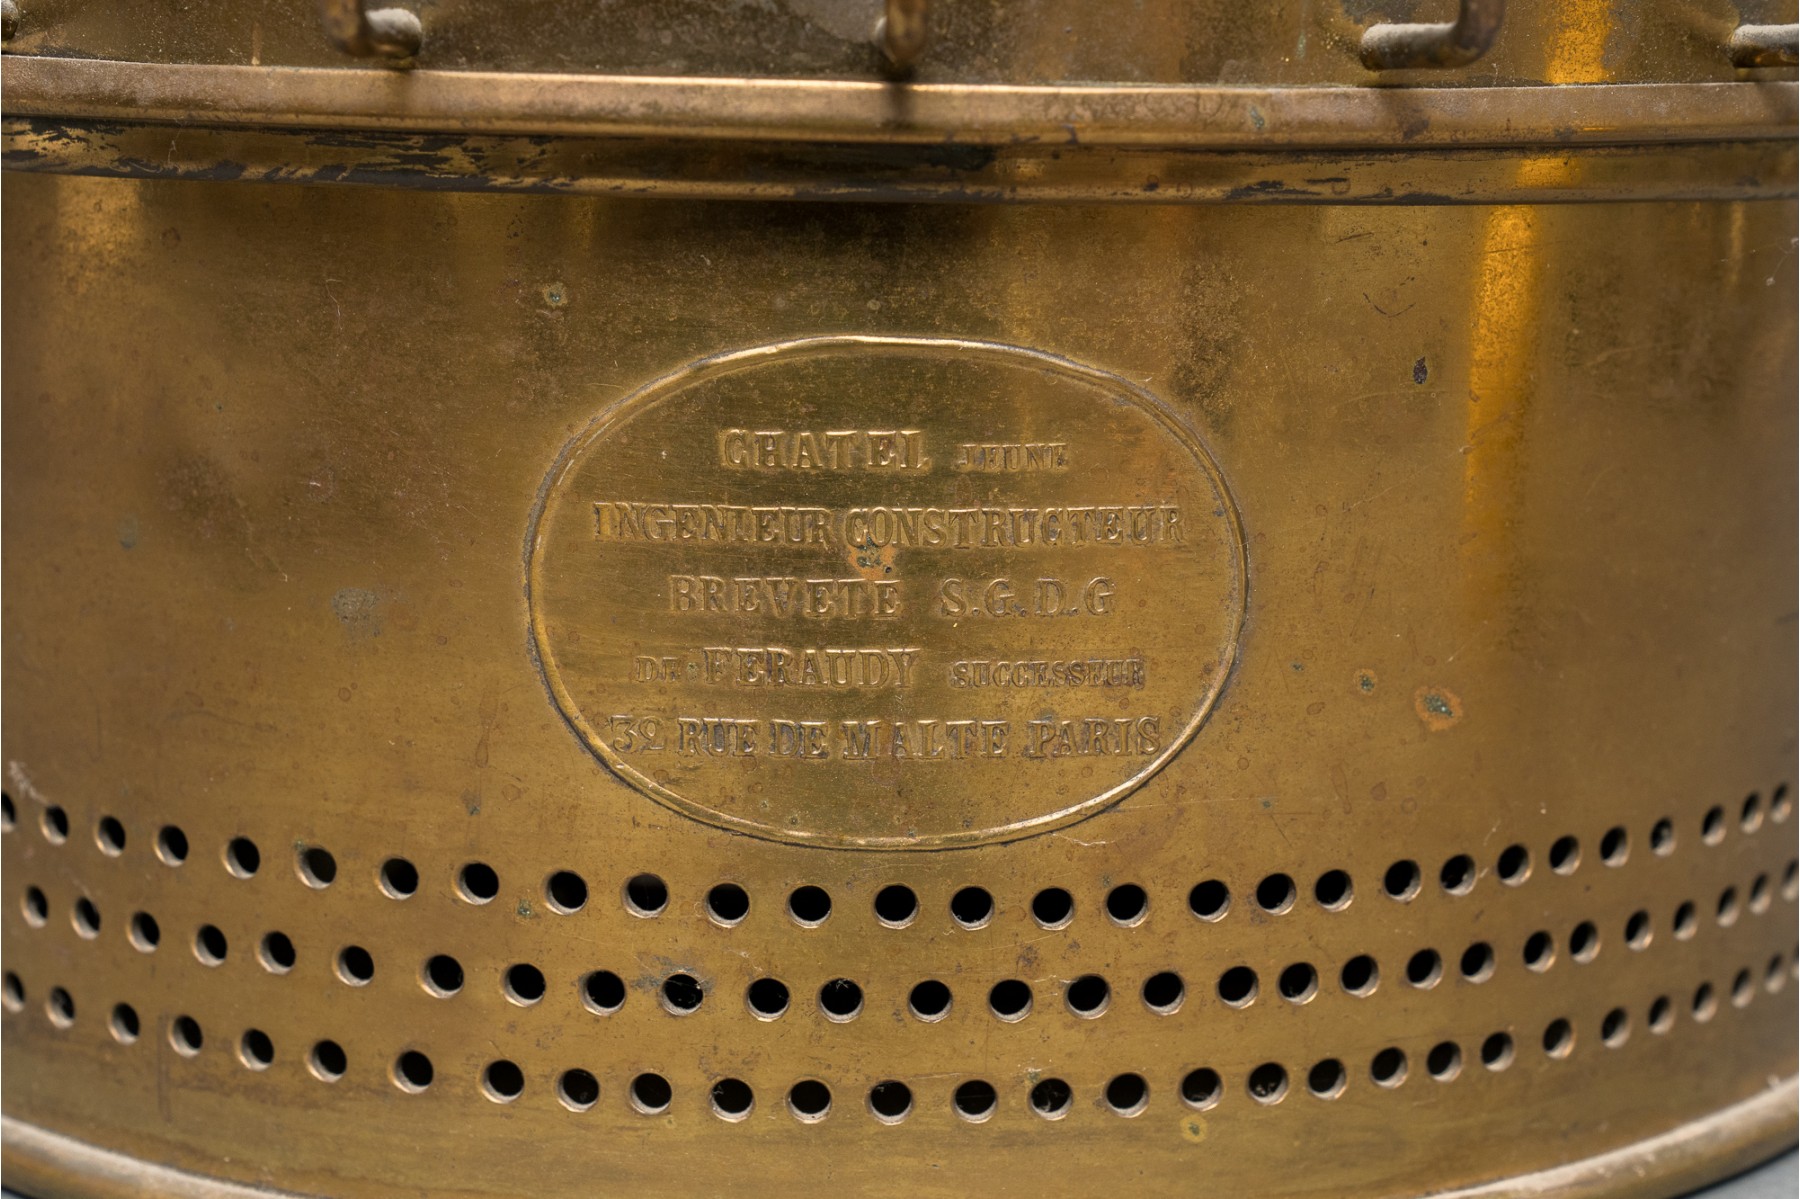 CHATEL JEUNE
INGENIEUR CONSTRUCTEUR
BREVETE S.G.D.G
DE FERAUDY SUCCESSEUR
32 RUE DE MALTE PARIS